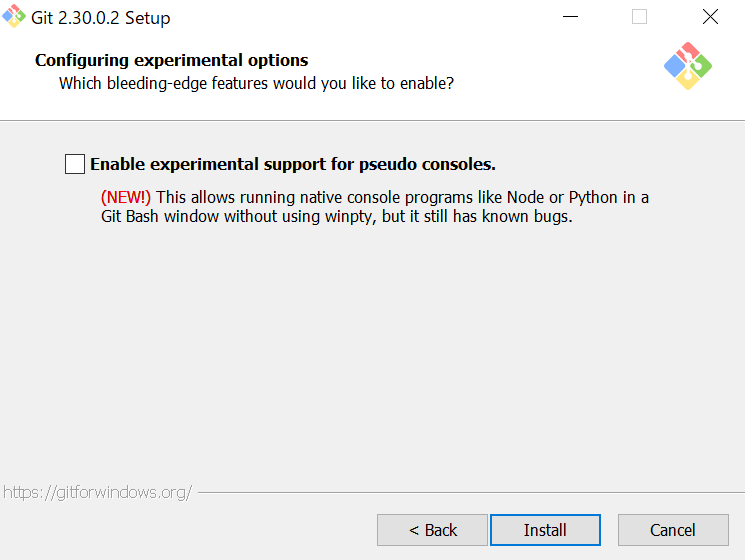 Git 2.30.0.2 Setup
Configuring experimental options
Which bleeding-edge features would you like to enable?
Enable experimental support for pseudo consoles.
(NEW!) This allows running native console programs like Node or Python in a
Git Bash window without using winpty, but it still has known bugs.
https://gitforwindows.org/
< Back
Install
Cancel